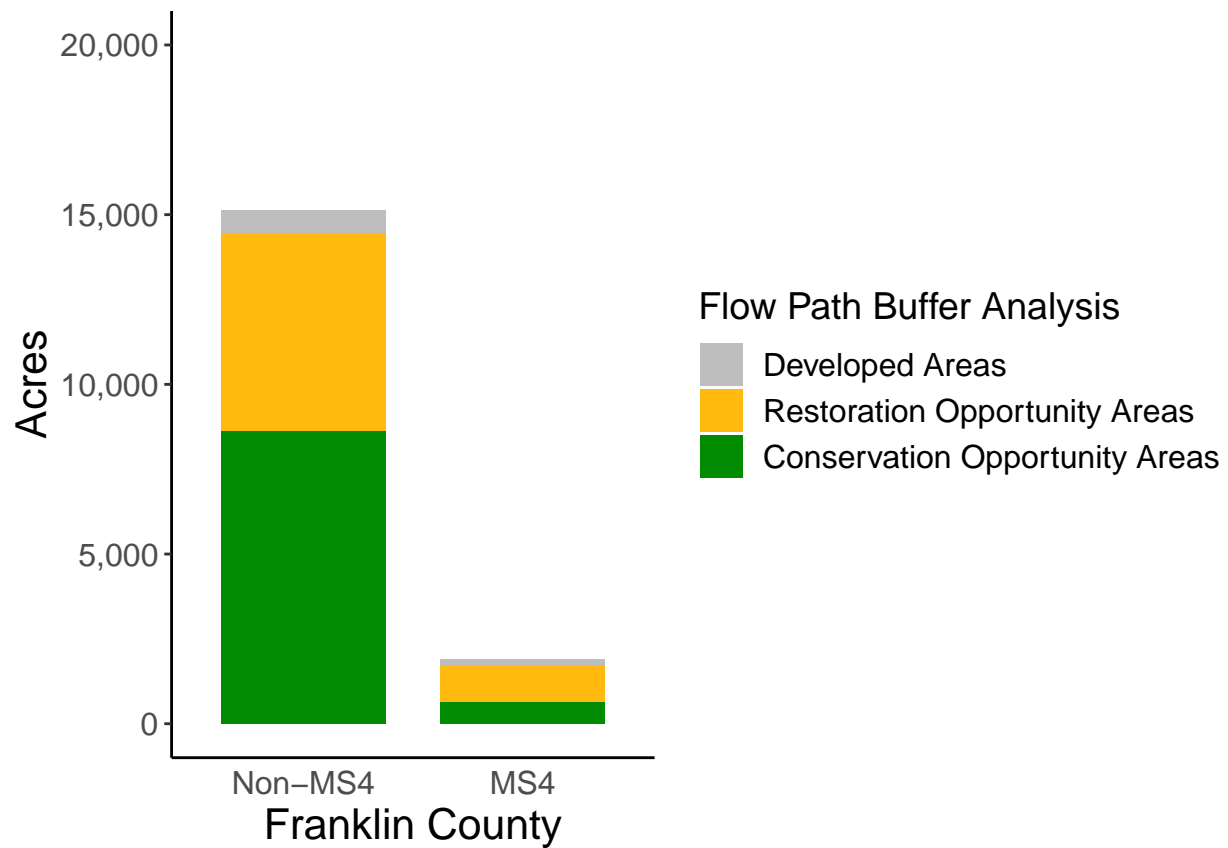 20,000
15,000
10,000
5,000
0
Acres
Non−MS4
MS4
Franklin County
Flow Path Buffer Analysis
Developed Areas
Restoration Opportunity Areas
Conservation Opportunity Areas